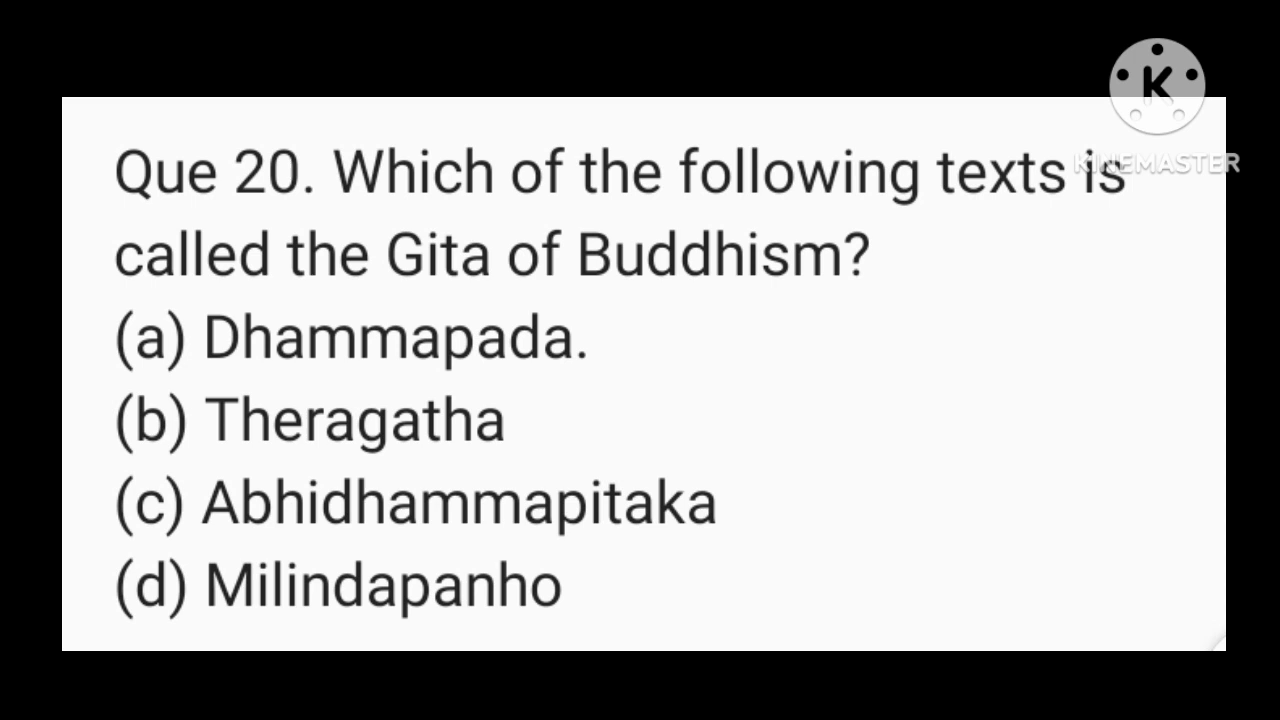 K
KINEMASTER
Que 20. Which of the following texts is
called the Gita of Buddhism?
(a) Dhammapada.
(b) Theragatha
(c) Abhidhammapitaka
(d) Milindapanho